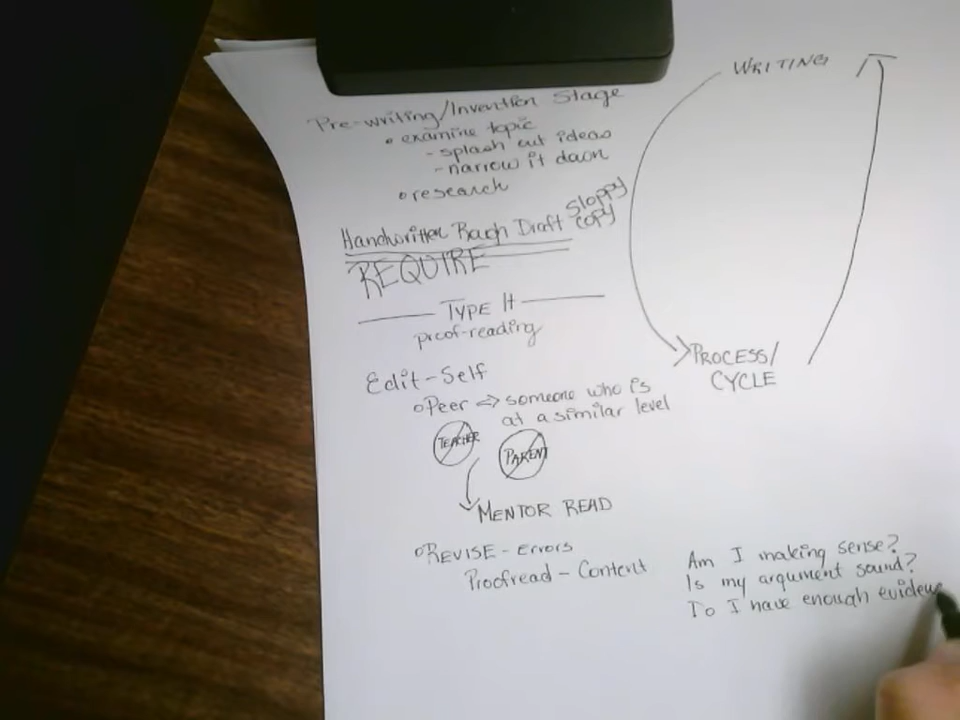 Pre-writing/Invention Stage
• examine topic
- splash out ideas
- narrow it down
• research
Handwritten Rough Draft
Sloppy
Copy
REQUIRE
TYPE It
proof-reading
Edit-Self
• Peer => someone who is
at a similar level
TEACHER
PARENT
MENTOR READ
• REVISE - Errors
Proofread - Content
WRITING
PROCESS/
CYCLE
Am I making sense?
Is my argument sound?
To I have enough